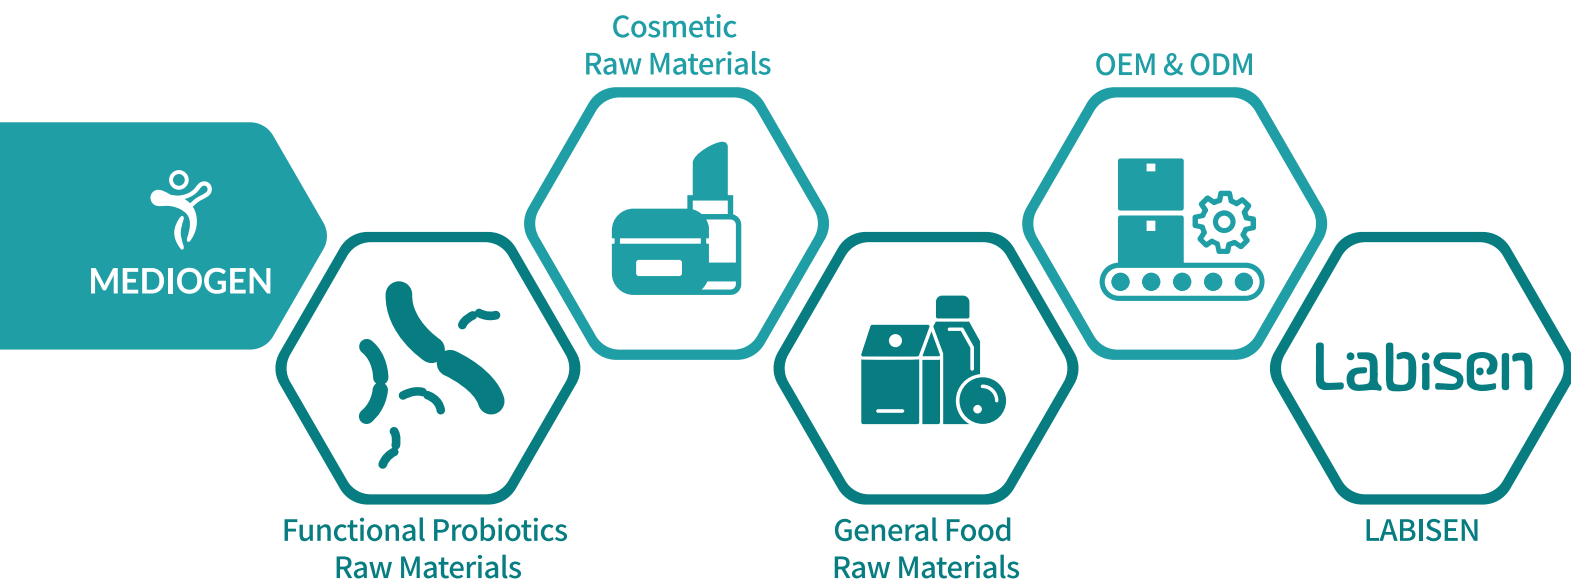 MEDIOGEN
Functional Probiotics
Raw Materials
Cosmetic
Raw Materials
General Food
Raw Materials
OEM & ODM
Labisen
LABISEN